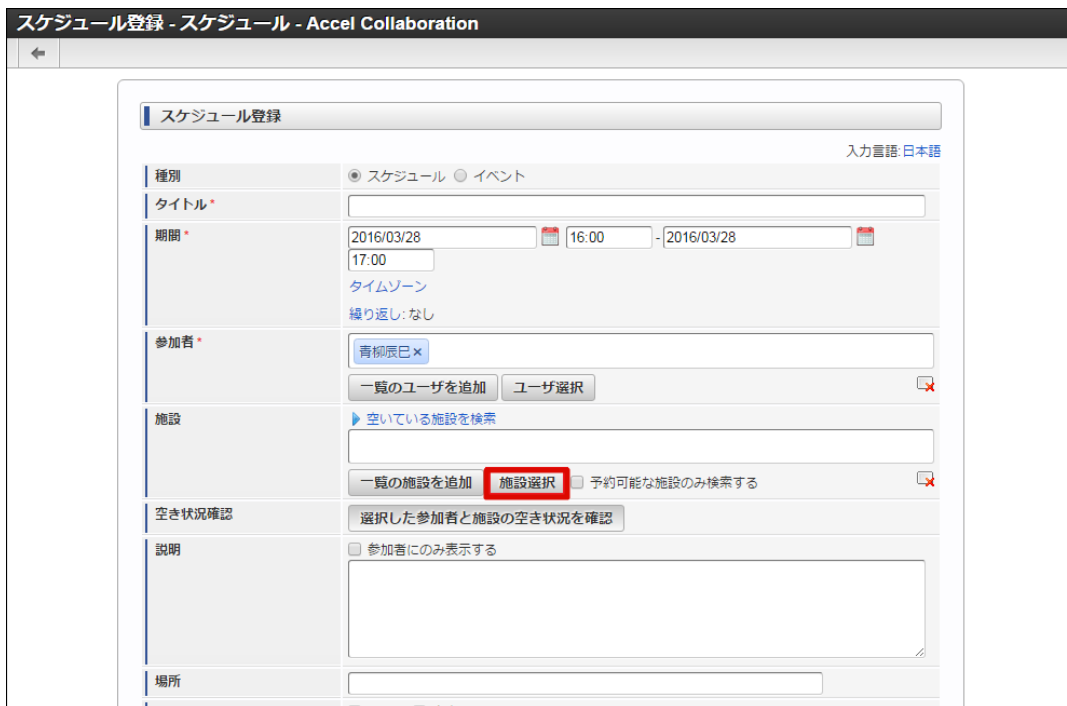 スケジュール登録 - スケジュール - Accel Collaboration
スケジュール登録
入力言語:日本語
種別 スケジュール イベント
タイトル*
期間* 2016/03/28 16:00 - 2016/03/28
17:00
タイムゾーン
繰り返し:なし
参加者* 青柳辰巳×
一覧のユーザを追加 ユーザ選択
施設 空いている施設を検索
一覧の施設を追加 施設選択 予約可能な施設のみ検索する
空き状況確認 選択した参加者と施設の空き状況を確認
説明 参加者にのみ表示する
場所